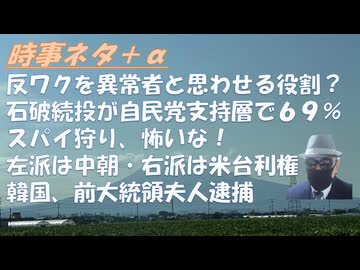 時事ネタ＋α
反ワクを異常者と思わせる役割？
石破続投が自民党支持層で６９％
スパイ狩り、怖いな！
左派は中朝・右派は米台利権
韓国、前大統領夫人逮捕